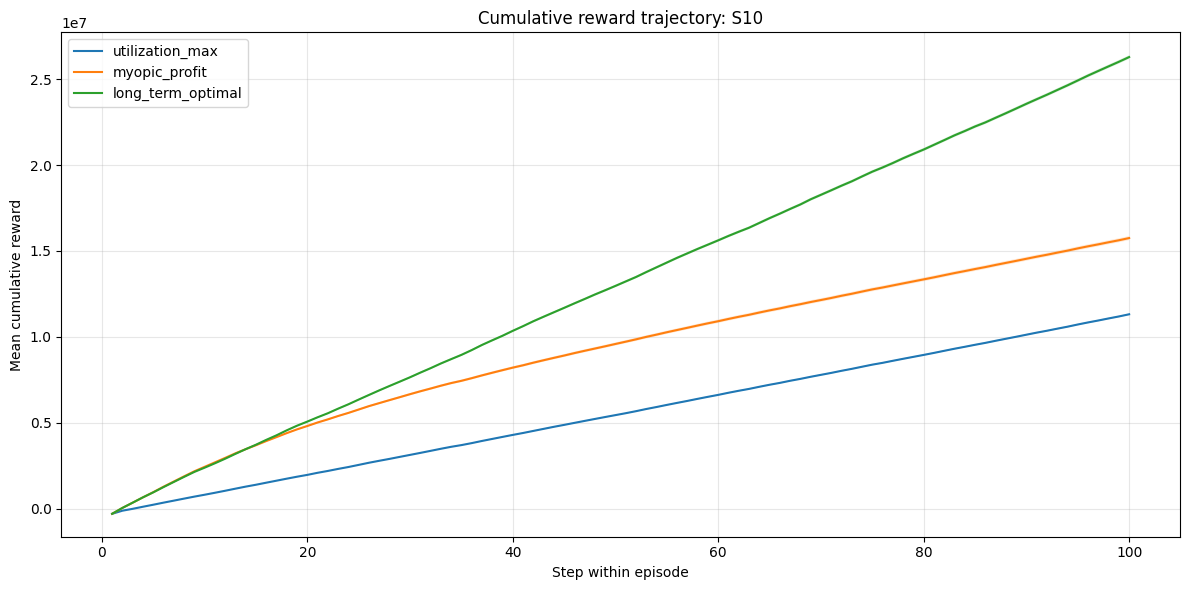 Cumulative reward trajectory: S10
1e7
utilization_max
myopic_profit
long_term_optimal
Mean cumulative reward
2.5
2.0
1.5
1.0
0.5
0.0
0 20 40 60 80 100
Step within episode